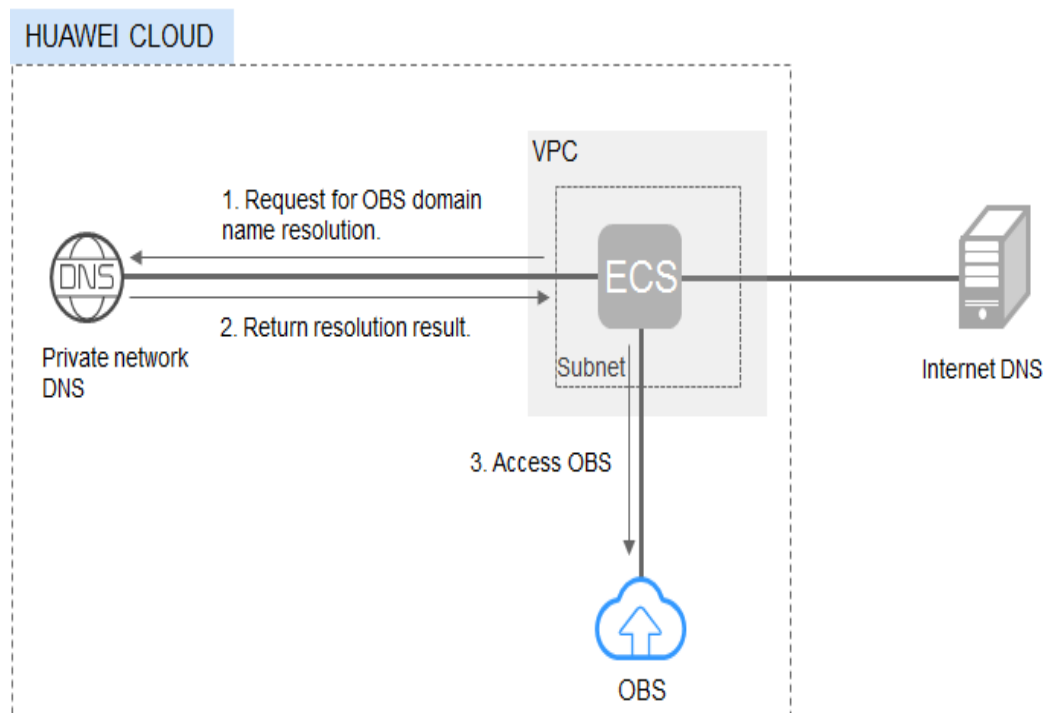 HUAWEI CLOUD
VPC
1. Request for OBS domain
name resolution.
DNS
ECS
2. Return resolution result.
Private network
DNS
Subnet
Internet DNS
3. Access OBS
OBS